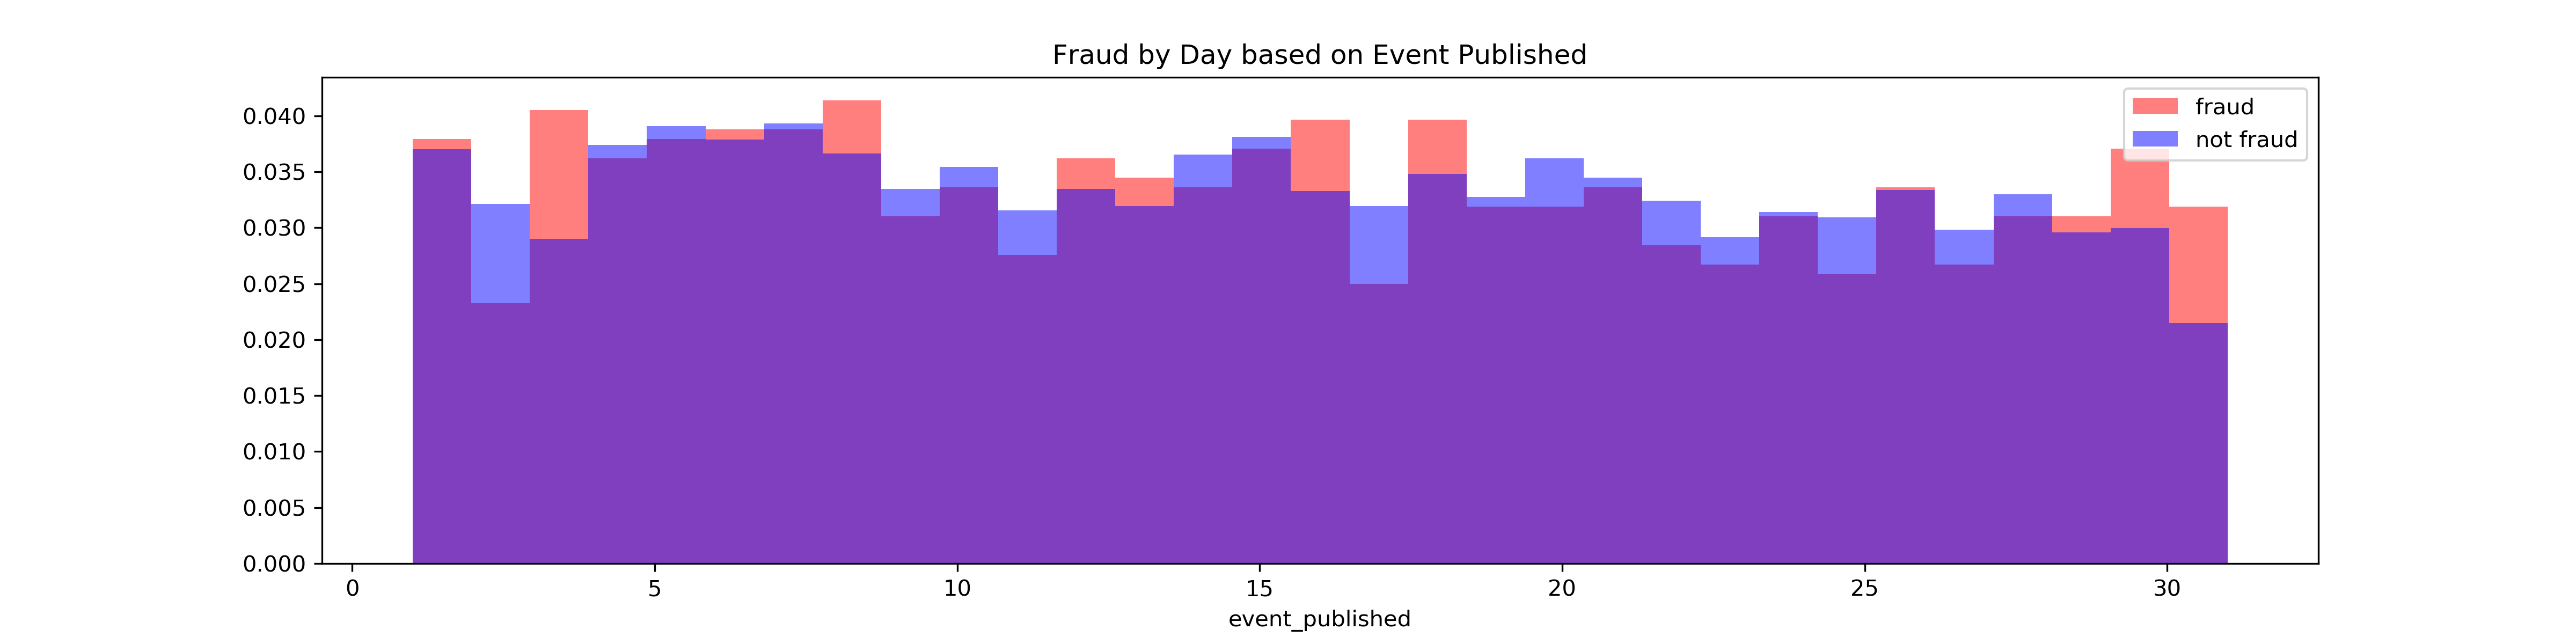 Fraud by Day based on Event Published
fraud
not fraud
0.040
0.035
0.030
0.025
0.020
0.015
0.010
0.005
0.000
0 5 10 15 20 25 30
event_published